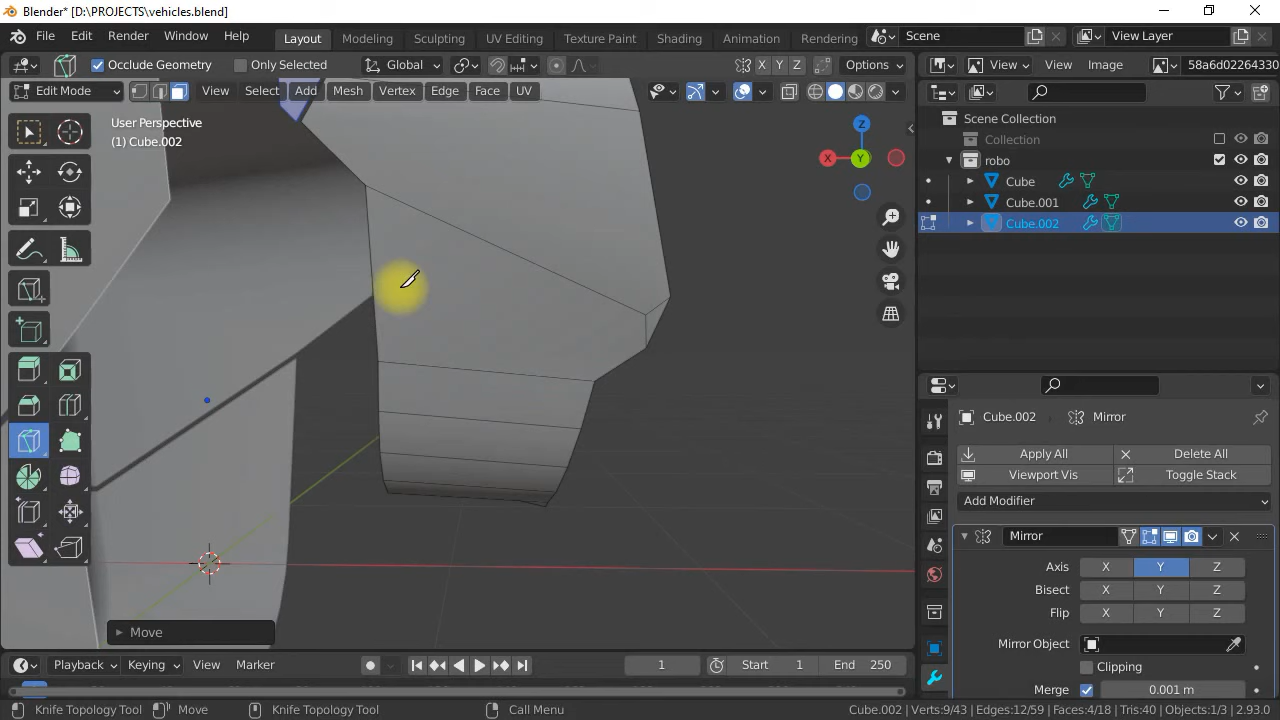 Blender* [D:\PROJECTS\vehicles.blend]
File Edit Render Window Help Layout Modeling Sculpting UV Editing Texture Paint Shading Animation Rendering Scene View Layer
Occlude Geometry Only Selected Global X Y Z Options View View Image 58a6d02264330
Edit Mode View Select Add Mesh Vertex Edge Face UV
User Perspective
(1) Cube.002
Z
X Y
Scene Collection
Collection
robo
Cube
Cube.001
Cube.002
Cube.002 Mirror
Apply All Delete All
Viewport Vis Toggle Stack
Add Modifier
Mirror
Axis X Y Z
Bisect X Y Z
Flip X Y Z
Mirror Object
Clipping
Merge 0.001 m
Move
Playback Keying View Marker 1 Start 1 End 250
Knife Topology Tool Move Knife Topology Tool Call Menu Cube.002 | Verts:9/43 | Edges:12/59 | Faces:4/18 | Tris:40 | Objects:1/3 | 2.93.0